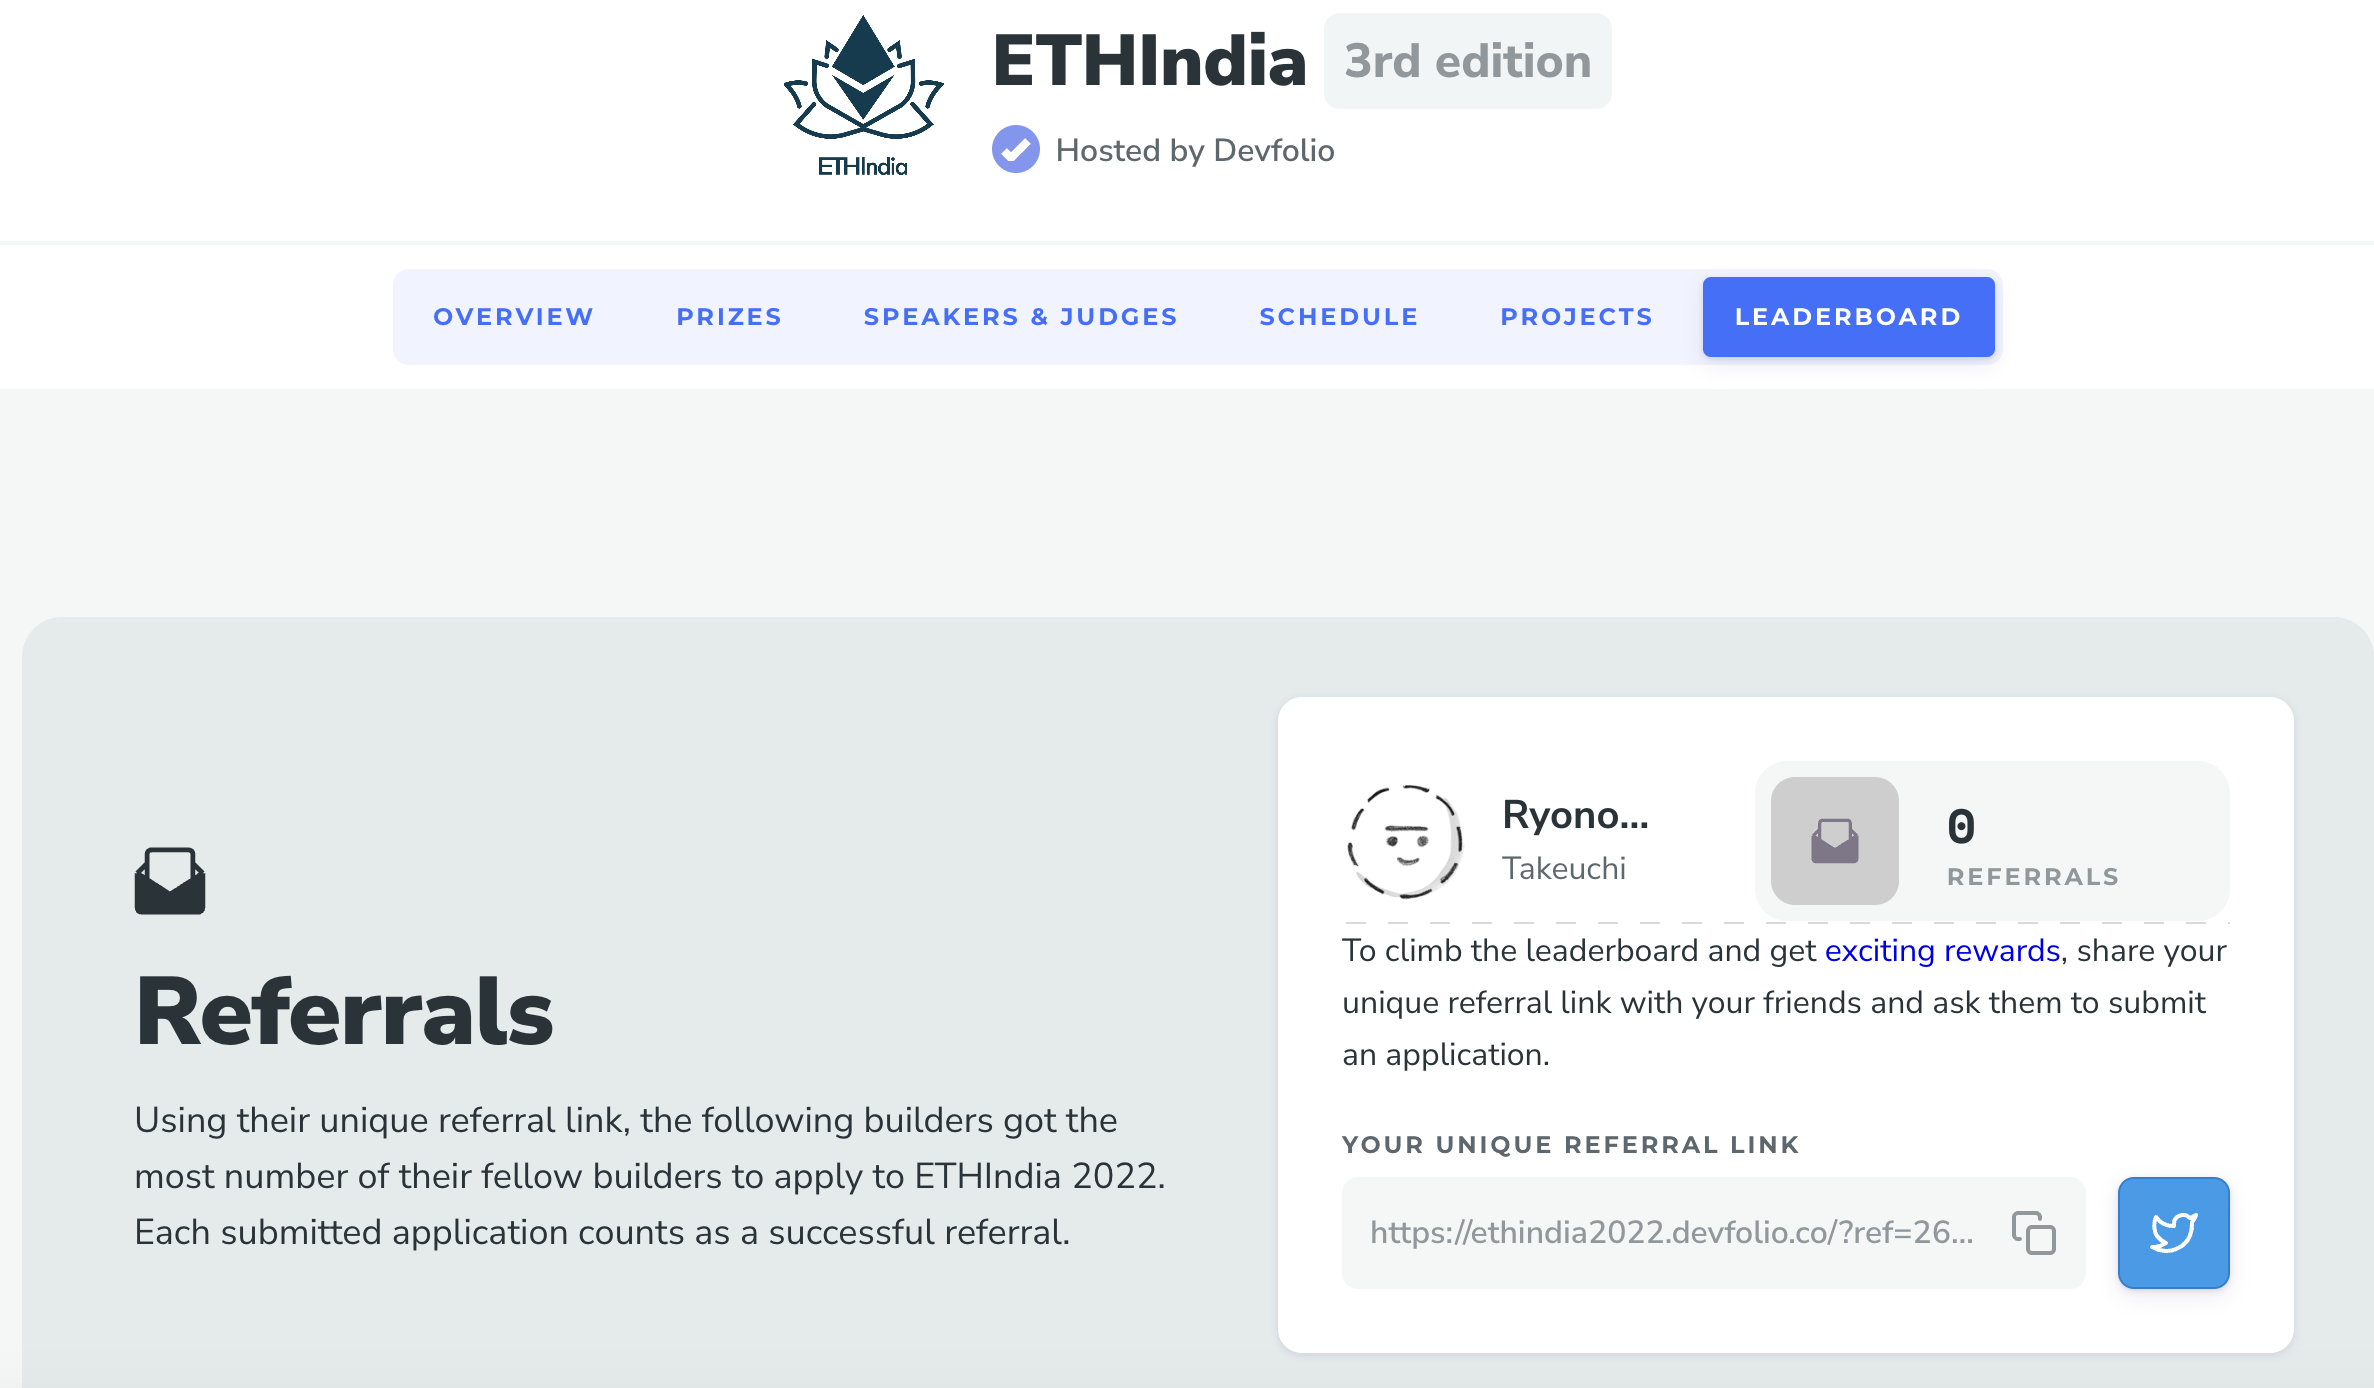 ETHIndia
ETHIndia 3rd edition
Hosted by Devfolio
OVERVIEW PRIZES SPEAKERS & JUDGES SCHEDULE PROJECTS LEADERBOARD
Referrals
Using their unique referral link, the following builders got the
most number of their fellow builders to apply to ETHIndia 2022.
Each submitted application counts as a successful referral.
Ryono...
Takeuchi
0
REFERRALS
To climb the leaderboard and get exciting rewards, share your
unique referral link with your friends and ask them to submit
an application.
YOUR UNIQUE REFERRAL LINK
https://ethindia2022.devfolio.co/?ref=26...